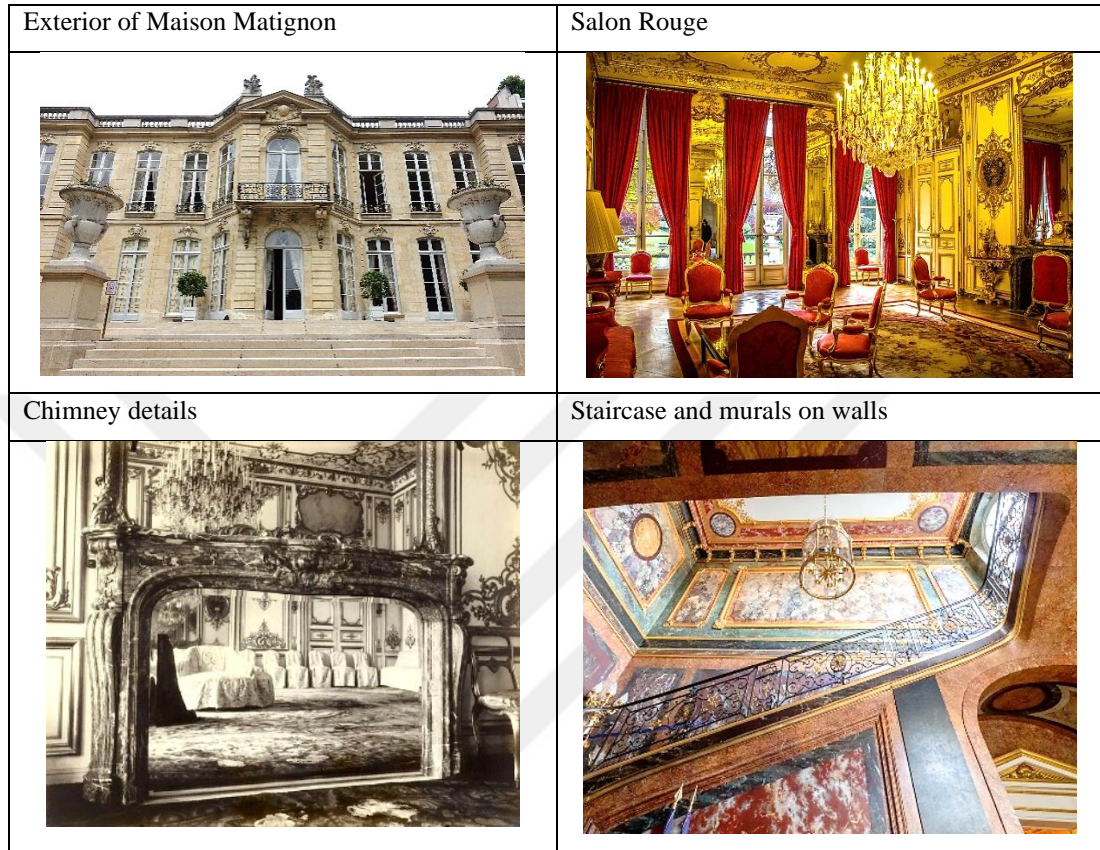 Exterior of Maison Matignon
Salon Rouge
Chimney details
Staircase and murals on walls